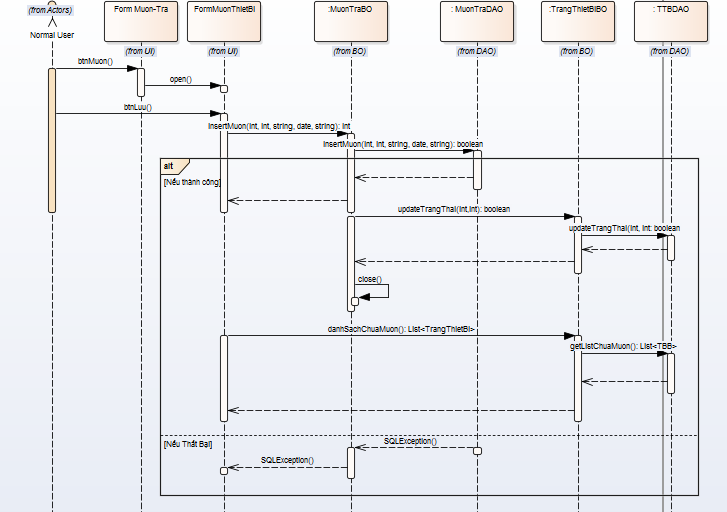 (from Actors)
Normal User
Form Muon-Tra
(from UI)
FormMuonThietBi
(from UI)
:MuonTraBO
(from BO)
: MuonTraDAO
(from DAO)
:TrangThietBiBO
(from BO)
: TTBDAO
(from DAO)
btnMuon()
open()
btnLuu()
insertMuon(int, int, string, date, string): int
insertMuon(int, int, string, date, string): boolean
alt
[Nếu thành công]
updateTrangThai(int,int): boolean
updateTrangThai(int, int: boolean
close()
danhSachChuaMuon(): List<TrangThietBi>
getListChuaMuon(): List<TBB>
[Nếu Thất Bại]
SQLException()
SQLException()